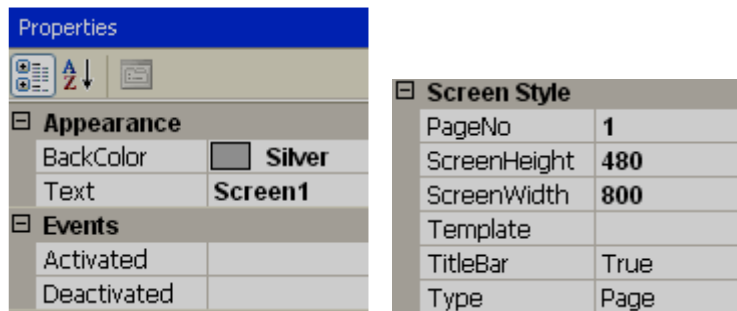 Properties
Appearance
BackColor Silver
Text Screen1
Events
Activated
Deactivated
Screen Style
PageNo 1
ScreenHeight 480
ScreenWidth 800
Template
TitleBar True
Type Page